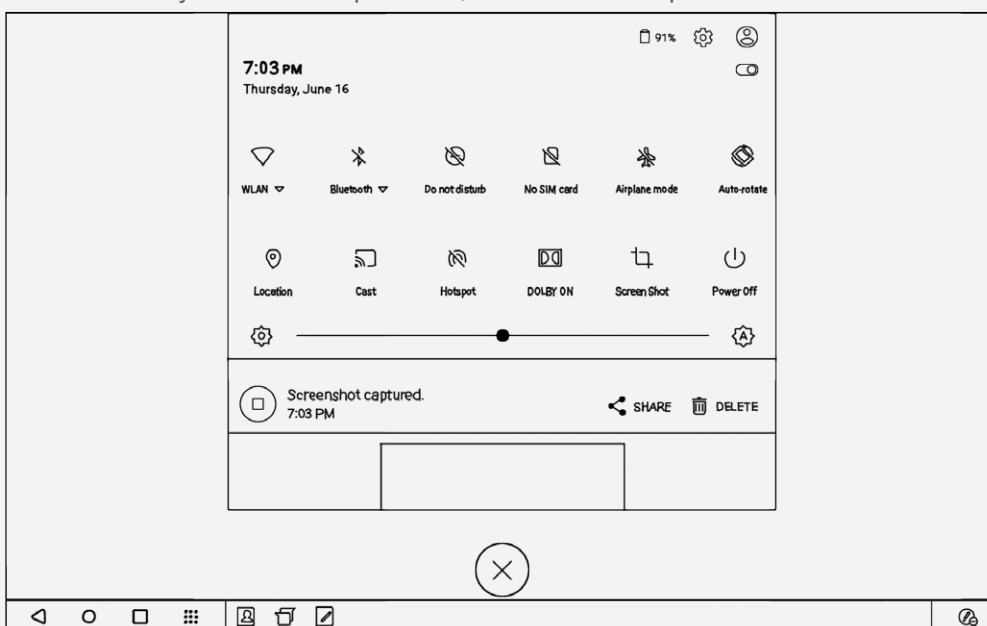 91%
7:03 PM
Thursday, June 16
WLAN Bluetooth Do not disturb No SIM card Airplane mode Auto-rotate
Location Cast Hotspot DOLBY ON Screen Shot Power Off
A
Screenshot captured.
7:03 PM
SHARE DELETE